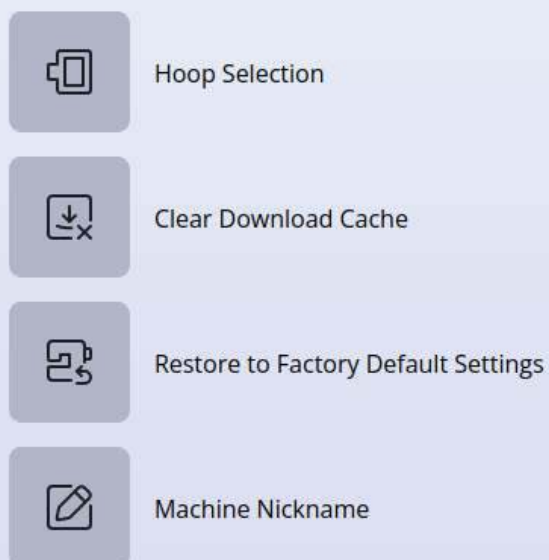 Hoop Selection
Clear Download Cache
Restore to Factory Default Settings
Machine Nickname